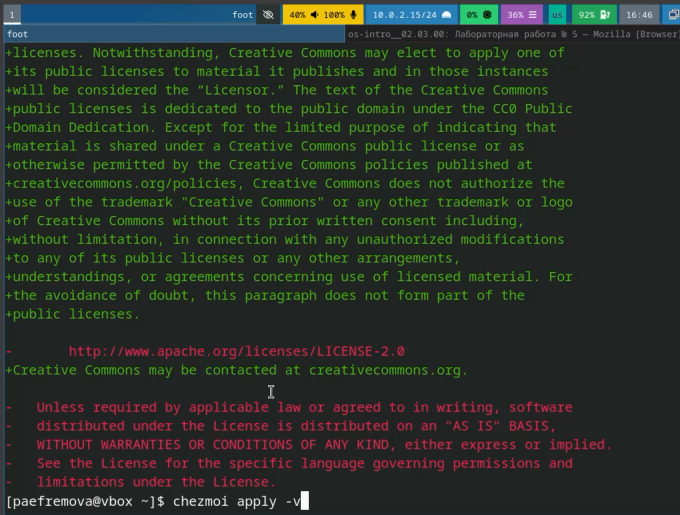 1 foot 40% 100% 10.0.2.15/24 0% 36% us 92% 16:46
foot os-intro__02.03.00: Лабораторная работа № 5 — Mozilla [Browser]
+licenses. Notwithstanding, Creative Commons may elect to apply one of
+its public licenses to material it publishes and in those instances
+will be considered the “Licensor.” The text of the Creative Commons
+public licenses is dedicated to the public domain under the CC0 Public
+Domain Dedication. Except for the limited purpose of indicating that
+material is shared under a Creative Commons public license or as
+otherwise permitted by the Creative Commons policies published at
+creativecommons.org/policies, Creative Commons does not authorize the
+use of the trademark "Creative Commons" or any other trademark or logo
+of Creative Commons without its prior written consent including,
+without limitation, in connection with any unauthorized modifications
+to any of its public licenses or any other arrangements,
+understandings, or agreements concerning use of licensed material. For
+the avoidance of doubt, this paragraph does not form part of the
+public licenses.
-       http://www.apache.org/licenses/LICENSE-2.0
+Creative Commons may be contacted at creativecommons.org.
-   Unless required by applicable law or agreed to in writing, software
-   distributed under the License is distributed on an "AS IS" BASIS,
-   WITHOUT WARRANTIES OR CONDITIONS OF ANY KIND, either express or implied.
-   See the License for the specific language governing permissions and
-   limitations under the License.
[paefremova@vbox ~]$ chezmoi apply -v